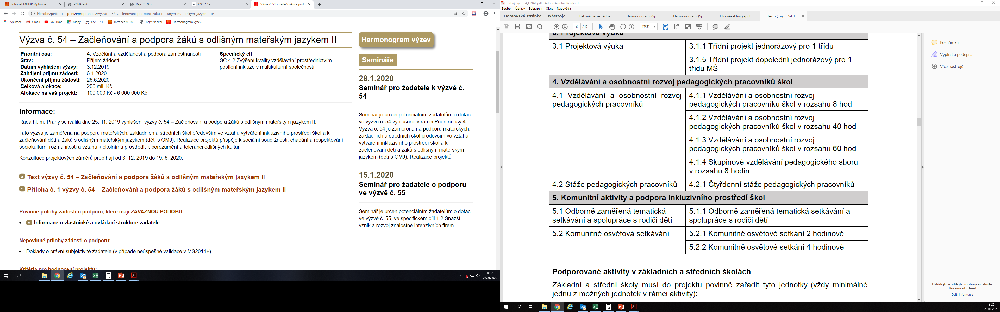 Intranet MHMP: Aplikace
Přihlášení
Rejstřík škol
CSSF14+
Výzva č. 54 - Začleňování a podp
Nezabezpečeno
penizeproprahu.cz/vyzva-c-54-zaclenovani-podpora-zaku-odlisnym-materskym-jazykem-ii/
Aplikace
Gmail
YouTube
Mapy
CSSF14+
Intranet MHMP
Rejstřík škol
Harmonogram výze...
Výzva č. 54 – Začleňování a podpora žáků s odlišným mateřským jazykem II
Prioritní osa: 4. Vzdělání a vzdělanost a podpora zaměstnanosti
Stav: Příjem žádostí
Datum vyhlášení výzvy: 3.12.2019
Zahájení příjmu žádostí: 6.1.2020
Ukončení příjmu žádostí: 26.6.2020
Celková alokace: 200 mil. Kč
Alokace na váš projekt: 100 000 Kč - 6 000 000 Kč
Specifický cíl
SC 4.2 Zvýšení kvality vzdělávání prostřednictvím
posílení inkluze v multikulturní společnosti
Informace:
Rada hl. m. Prahy schválila dne 25. 11. 2019 vyhlášení výzvy č. 54 – Začleňování a podpora žáků s odlišným mateřským jazykem II.
Tato výzva je zaměřena na podporu mateřských, základních a středních škol především ve vztahu vytváření inkluzivního prostředí škol a k
začleňování dětí a žáků s odlišným mateřským jazykem (dětí s OMJ). Realizace projektů přispěje k sociální soudržnosti, chápání a respektování
sociokulturní rozmanitosti a vztahu k okolnímu prostředí, k porozumění a toleranci odlišných kultur.
Konzultace projektových záměrů probíhají od 3. 12. 2019 do 19. 6. 2020.
Text výzvy č. 54 – Začleňování a podpora žáků s odlišným mateřským jazykem II
Příloha č. 1 výzvy č. 54 – Začleňování a podpora žáků s odlišným mateřským jazykem II
Povinné přílohy žádosti o podporu, které mají ZÁVAZNOU PODOBU:
• Informace o vlastnické a ovládací struktuře žadatele
Nepovinné přílohy žádosti o podporu:
• Doklady o právní subjektivitě žadatele (v případě neúspěšné validace v MS2014+)
Kritéria pro hodnocení projektů:
Harmonogram výzev
Semináře
28.1.2020
Seminář pro žadatele k výzvě č.
54
Seminář je určen potenciálním žadatelům o dotaci
ve výzvě č. 54 vyhlášené v rámci Prioritní osy 4.
Výzva č. 54 je zaměřena na podporu mateřských,
základních a středních škol především ve vztahu
vytváření inkluzivního prostředí škol a k
začleňování dětí a žáků s odlišným mateřským
jazykem (dětí s OMJ). Realizace projektů
15.1.2020
Seminář pro žadatele o podporu
ve výzvě č. 55
Seminář je určen potenciálním žadatelům o dotaci
ve výzvě č. 55, ve specifickém cíli 1.2 Snazší
vznik a rozvoj znalostně intenzivních firem.
9:02
23.01.2020
Text výzvy č. 54_FINAL.pdf - Adobe Acrobat Reader DC
Soubor Úpravy Zobrazení Okna Nápověda
Domovská stránka
Nástroje
Tisková verze žádos...
Harmonogram_(Sp...
Harmonogram_(Sp...
Klíčové-aktivity-příl...
Text výzvy č. 54_FI...
6 / 17
175%
3. Projektová výuka
3.1 Projektová výuka
3.1.1 Třídní projekt jednorázový pro 1 třídu
3.1.5 Třídní projekt dopolední jednorázový pro 1
třídu MŠ
4. Vzdělávání a osobnostní rozvoj pedagogických pracovníků škol
4.1 Vzdělávání a osobnostní rozvoj
pedagogických pracovníků
4.1.1 Vzdělávání a osobnostní rozvoj
pedagogických pracovníků škol v rozsahu 8 hod
4.1.2 Vzdělávání a osobnostní rozvoj
pedagogických pracovníků škol v rozsahu 40 hod
4.1.3 Vzdělávání a osobnostní rozvoj
pedagogických pracovníků škol v rozsahu 60 hod
4.1.4 Skupinové vzdělávání pedagogického sboru
v rozsahu 8 hodin
4.2 Stáže pedagogických pracovníků
4.2.1 Čtyřdenní stáže pedagogických pracovníků
5. Komunitní aktivity a podpora inkluzivního prostředí škol
5.1 Odborně zaměřená tematická
setkávání a spolupráce s rodiči dětí
5.1.1 Odborně zaměřená tematická setkávání a
spolupráce s rodiči dětí
5.2 Komunitně osvětová setkávání
5.2.1 Komunitně osvětové setkání 2 hodinové
5.2.2 Komunitně osvětové setkání 4 hodinové
Podporované aktivity v základních a středních školách
Základní a střední školy musí do projektu povinně zařadit tyto jednotky (vždy minimálně
jednu z možných jednotek v rámci aktivity):
Poznámka
Vyplnit a podepsat
Více nástrojů
Ukládejte a sdílejte soubory ve službě
Document Cloud
Další informace
9:02
23.01.2020